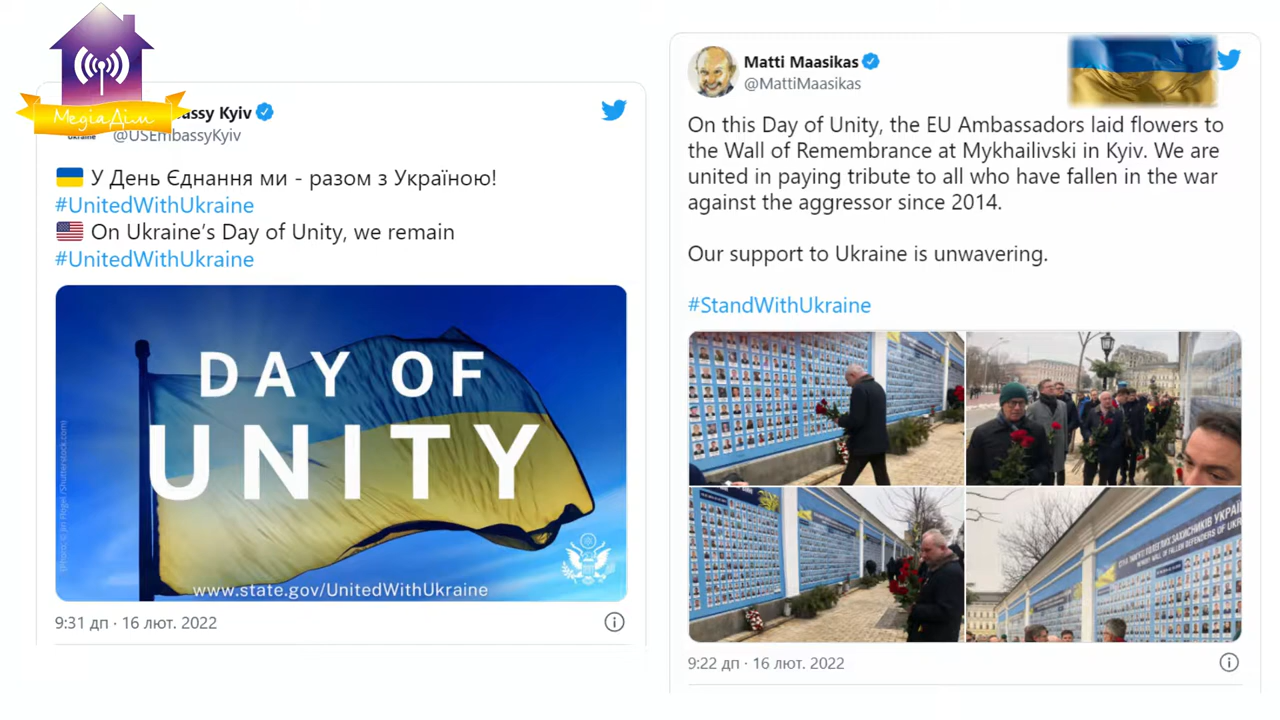 МедіаДім
ssy Kyiv
@USEmbassyKyiv
У День Єднання ми - разом з Україною!
#UnitedWithUkraine
On Ukraine’s Day of Unity, we remain
#UnitedWithUkraine
DAY OF
UNITY
www.state.gov/UnitedWithUkraine
9:31 дп · 16 лют. 2022
Matti Maasikas
@MattiMaasikas
On this Day of Unity, the EU Ambassadors laid flowers to
the Wall of Remembrance at Mykhailivski in Kyiv. We are
united in paying tribute to all who have fallen in the war
against the aggressor since 2014.
Our support to Ukraine is unwavering.
#StandWithUkraine
9:22 дп · 16 лют. 2022